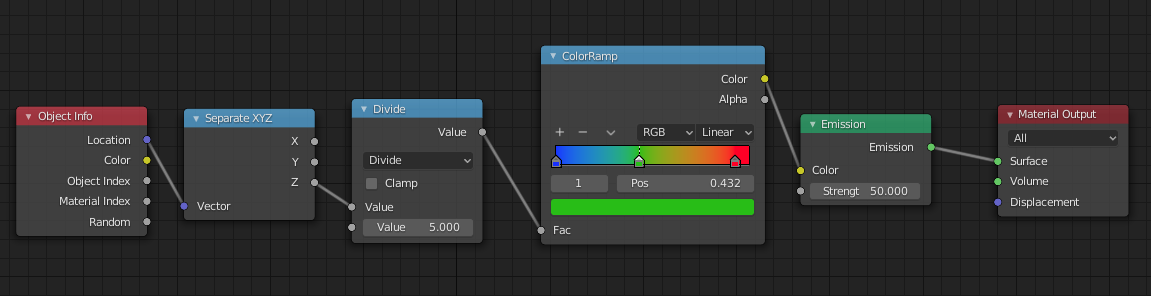 Object Info
Location
Color
Object Index
Material Index
Random
Separate XYZ
X
Y
Z
Vector
Divide
Value
Divide
Clamp
Value
Value 5.000
ColorRamp
Color
Alpha
+ − RGB Linear
1 Pos 0.432
Fac
Emission
Emission
Color
Strengt 50.000
Material Output
All
Surface
Volume
Displacement